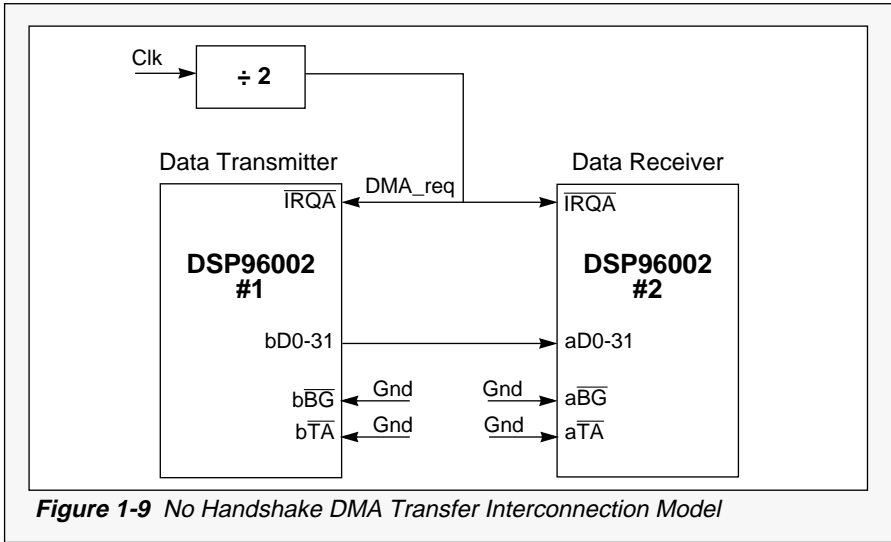 Clk
÷ 2
Data Transmitter
Data Receiver
IRQA
DMA_req
IRQA
DSP96002
#1
DSP96002
#2
bD0-31
aD0-31
bBG
Gnd
Gnd
aBG
bTA
Gnd
Gnd
aTA
Figure 1-9 No Handshake DMA Transfer Interconnection Model